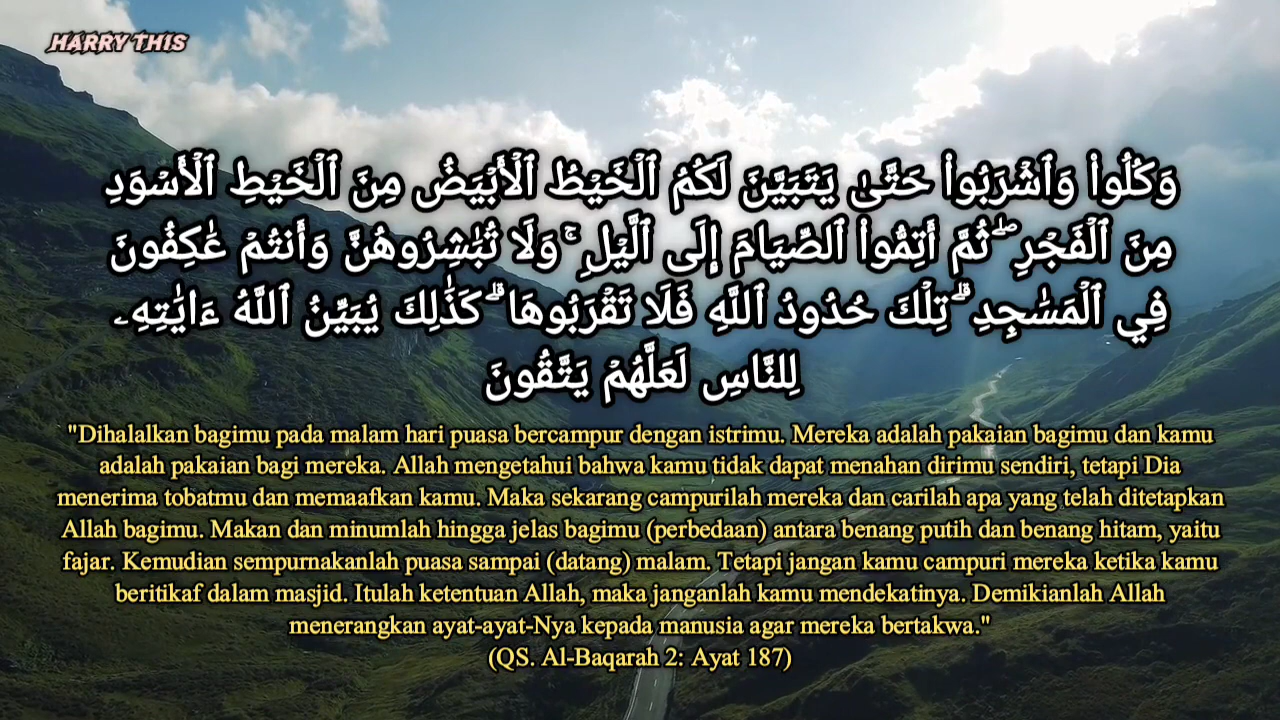 HARRY THIS
وَكُلُوا۟ وَٱشْرَبُوا۟ حَتَّىٰ يَتَبَيَّنَ لَكُمُ ٱلْخَيْطُ ٱلْأَبْيَضُ مِنَ ٱلْخَيْطِ ٱلْأَسْوَدِ
مِنَ ٱلْفَجْرِ ۖ ثُمَّ أَتِمُّوا۟ ٱلصِّيَامَ إِلَى ٱلَّيْلِ ۚ وَلَا تُبَٰشِرُوهُنَّ وَأَنتُمْ عَٰكِفُونَ
فِي ٱلْمَسَٰجِدِ ۗ تِلْكَ حُدُودُ ٱللَّهِ فَلَا تَقْرَبُوهَا ۗ كَذَٰلِكَ يُبَيِّنُ ٱللَّهُ ءَايَٰتِهِۦ
لِلنَّاسِ لَعَلَّهُمْ يَتَّقُونَ
"Dihalalkan bagimu pada malam hari puasa bercampur dengan istrimu. Mereka adalah pakaian bagimu dan kamu
adalah pakaian bagi mereka. Allah mengetahui bahwa kamu tidak dapat menahan dirimu sendiri, tetapi Dia
menerima tobatmu dan memaafkan kamu. Maka sekarang campurilah mereka dan carilah apa yang telah ditetapkan
Allah bagimu. Makan dan minumlah hingga jelas bagimu (perbedaan) antara benang putih dan benang hitam, yaitu
fajar. Kemudian sempurnakanlah puasa sampai (datang) malam. Tetapi jangan kamu campuri mereka ketika kamu
beritikaf dalam masjid. Itulah ketentuan Allah, maka janganlah kamu mendekatinya. Demikianlah Allah
menerangkan ayat-ayat-Nya kepada manusia agar mereka bertakwa."
(QS. Al-Baqarah 2: Ayat 187)